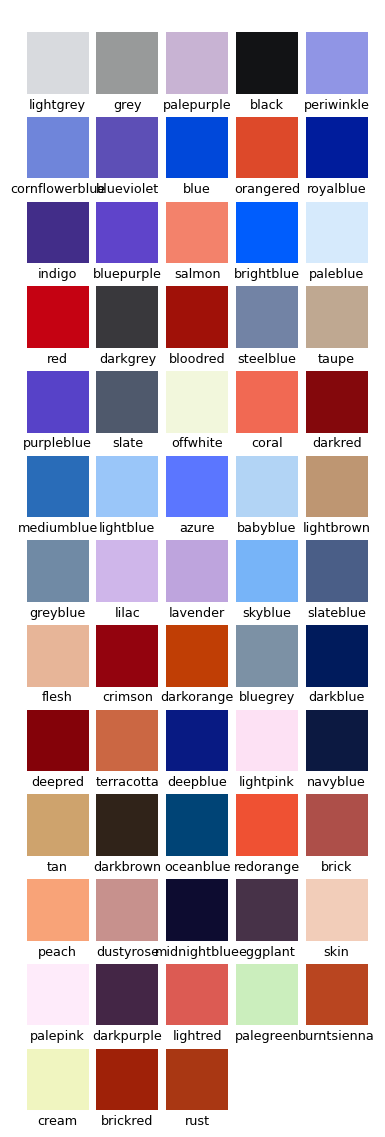 lightgrey grey palepurple black periwinkle
cornflowerblue blueviolet blue orangered royalblue
indigo bluepurple salmon brightblue paleblue
red darkgrey bloodred steelblue taupe
purpleblue slate offwhite coral darkred
mediumblue lightblue azure babyblue lightbrown
greyblue lilac lavender skyblue slateblue
flesh crimson darkorange bluegrey darkblue
deepred terracotta deepblue lightpink navyblue
tan darkbrown oceanblue redorange brick
peach dustyrose midnightblue eggplant skin
palepink darkpurple lightred palegreen burntsienna
cream brickred rust